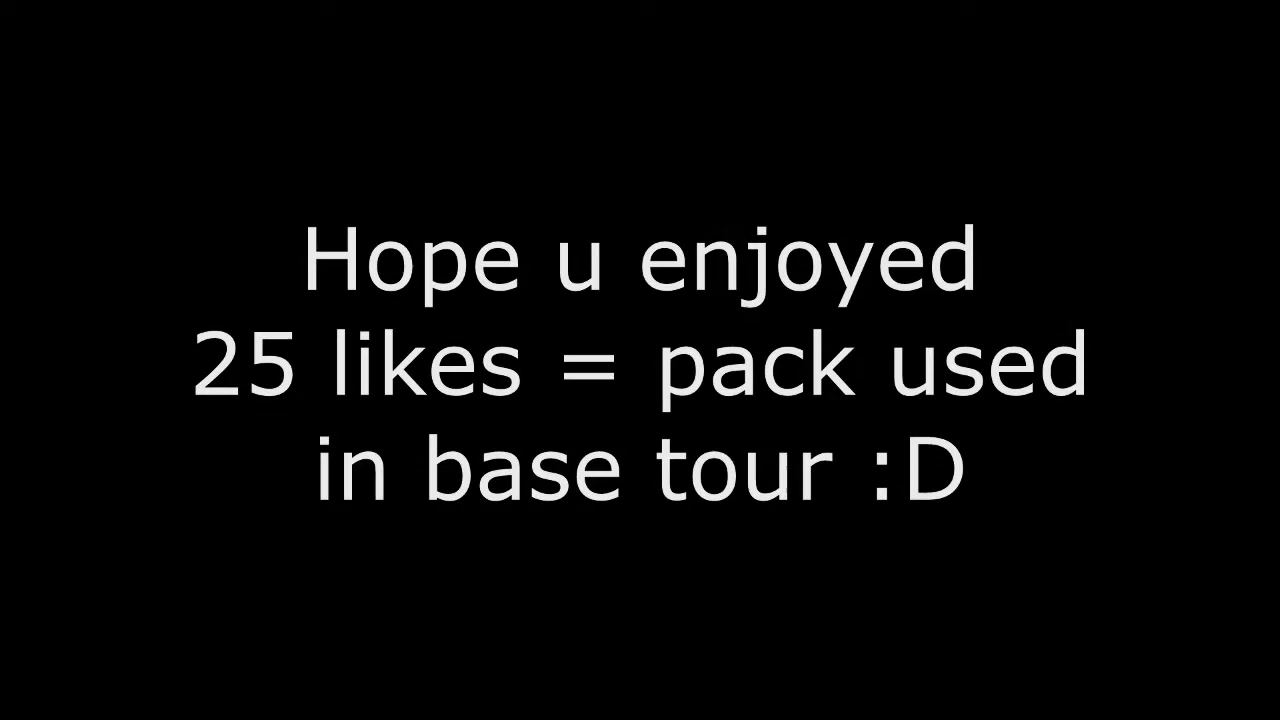 Hope u enjoyed
25 likes = pack used
in base tour :D